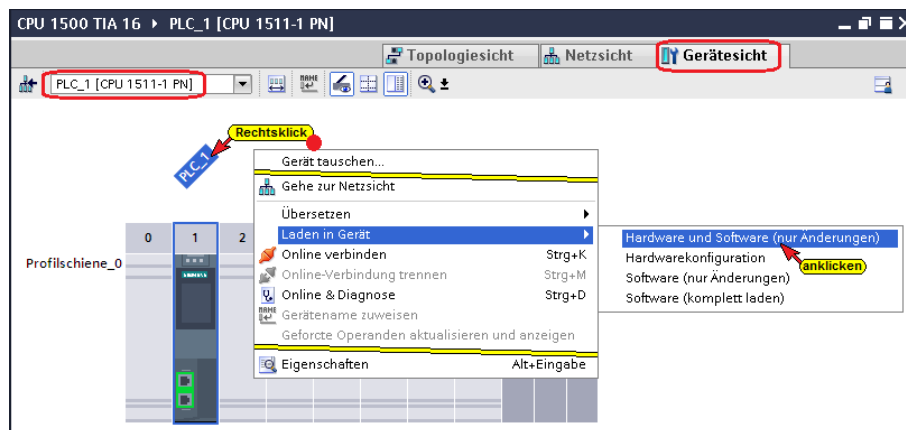 CPU 1500 TIA 16 ▸ PLC_1 [CPU 1511-1 PN]
Topologiesicht Netzsicht Gerätesicht
PLC_1 [CPU 1511-1 PN]
Rechtsklick
PLC_1
Gerät tauschen...
Gehe zur Netzsicht
Übersetzen
Laden in Gerät
Online verbinden Strg+K
Online-Verbindung trennen Strg+M
Online & Diagnose Strg+D
Gerätename zuweisen
Geforcte Operanden aktualisieren und anzeigen
Eigenschaften Alt+Eingabe
Hardware und Software (nur Änderungen)
Hardwarekonfiguration
anklicken
Software (nur Änderungen)
Software (komplett laden)
0 1 2
Profilschiene_0
SIEMENS